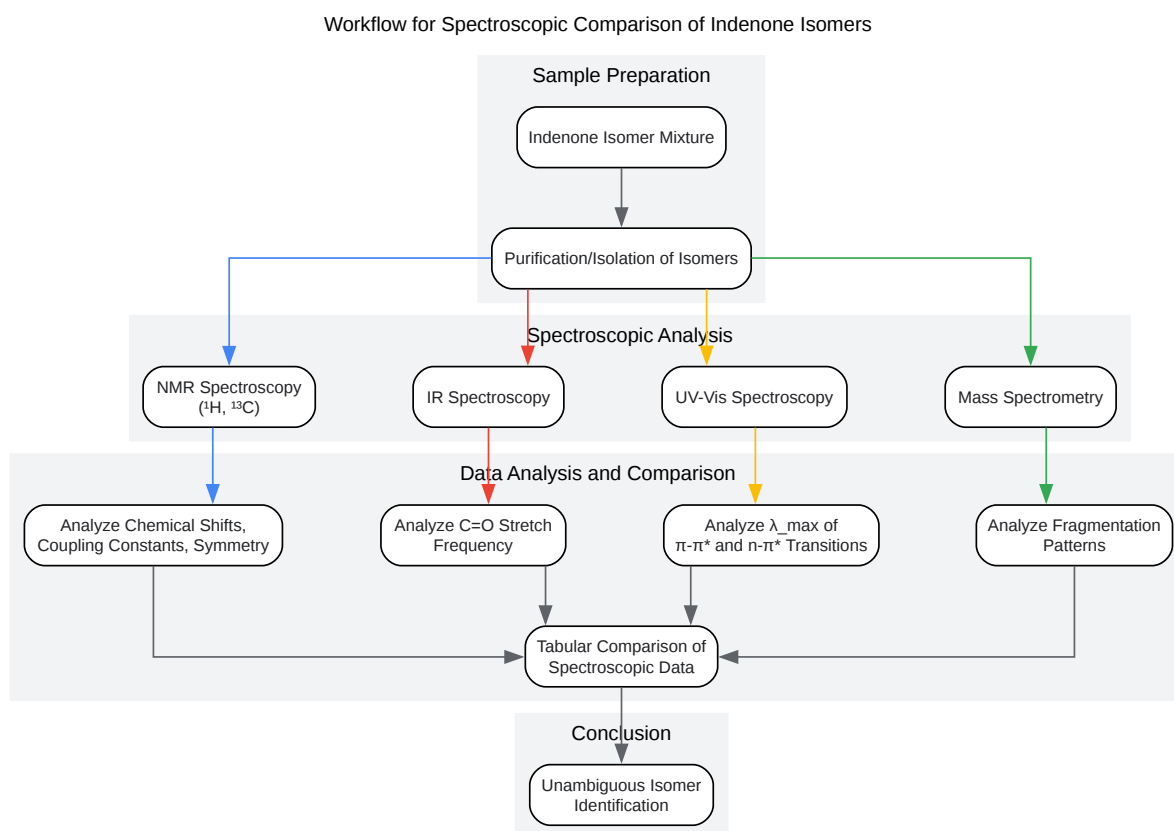 Workflow for Spectroscopic Comparison of Indenone Isomers
Sample Preparation
Indenone Isomer Mixture
Purification/Isolation of Isomers
Spectroscopic Analysis
NMR Spectroscopy
(¹H, ¹³C)
IR Spectroscopy
UV-Vis Spectroscopy
Mass Spectrometry
Data Analysis and Comparison
Analyze Chemical Shifts,
Coupling Constants, Symmetry
Analyze C=O Stretch
Frequency
Analyze λ_max of
π-π* and n-π* Transitions
Analyze Fragmentation
Patterns
Tabular Comparison of
Spectroscopic Data
Conclusion
Unambiguous Isomer
Identification